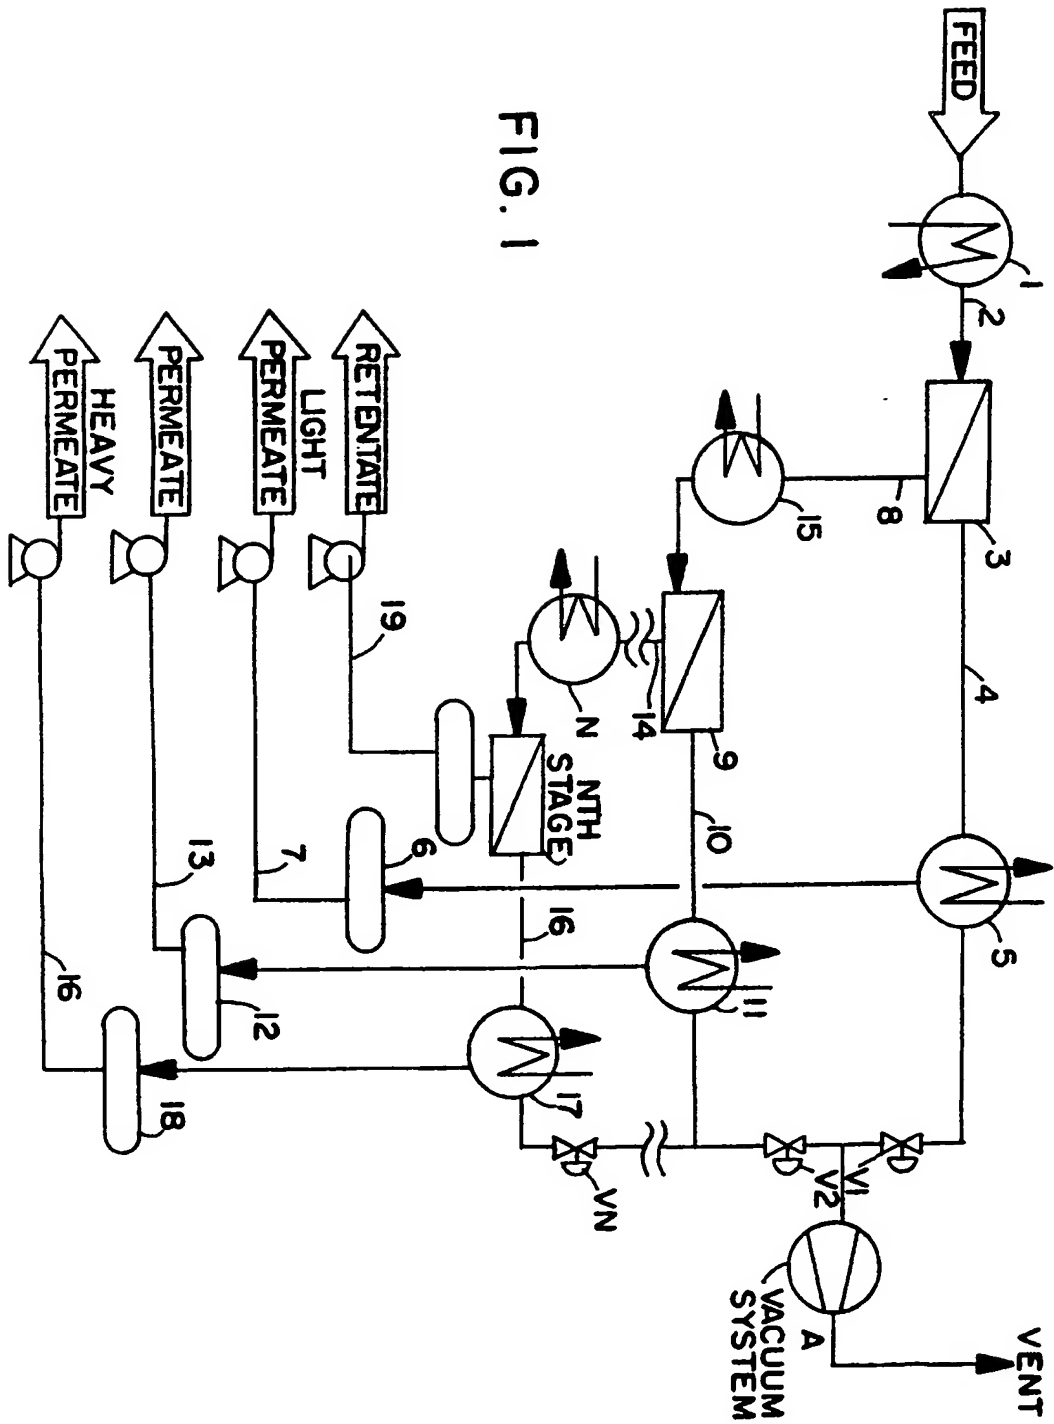 FEED
1
2
3
4
5
VENT
8
15
9
10
11
V1
V2
VACUUM
SYSTEM
A
14
N
NTH
STAGE
16
17
VN
FIG. 1
RETENTATE
19
LIGHT
PERMEATE
7
6
PERMEATE
13
12
HEAVY
PERMEATE
16
18